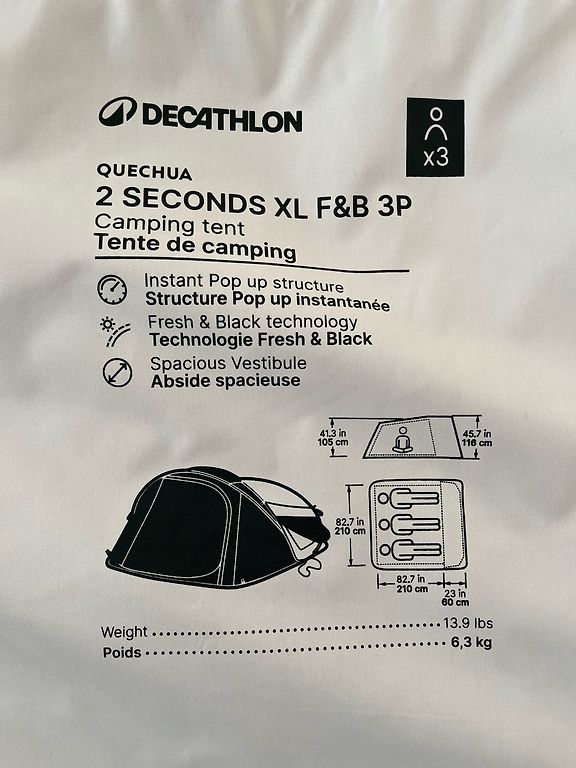 DECATHLON
x3
QUECHUA
2 SECONDS XL F&B 3P
Camping tent
Tente de camping
Instant Pop up structure
Structure Pop up instantanée
Fresh & Black technology
Technologie Fresh & Black
Spacious Vestibule
Abside spacieuse
41.3 in
105 cm
45.7 in
116 cm
82.7 in
210 cm
82.7 in
210 cm
23 in
60 cm
Weight 13.9 lbs
Poids 6,3 kg